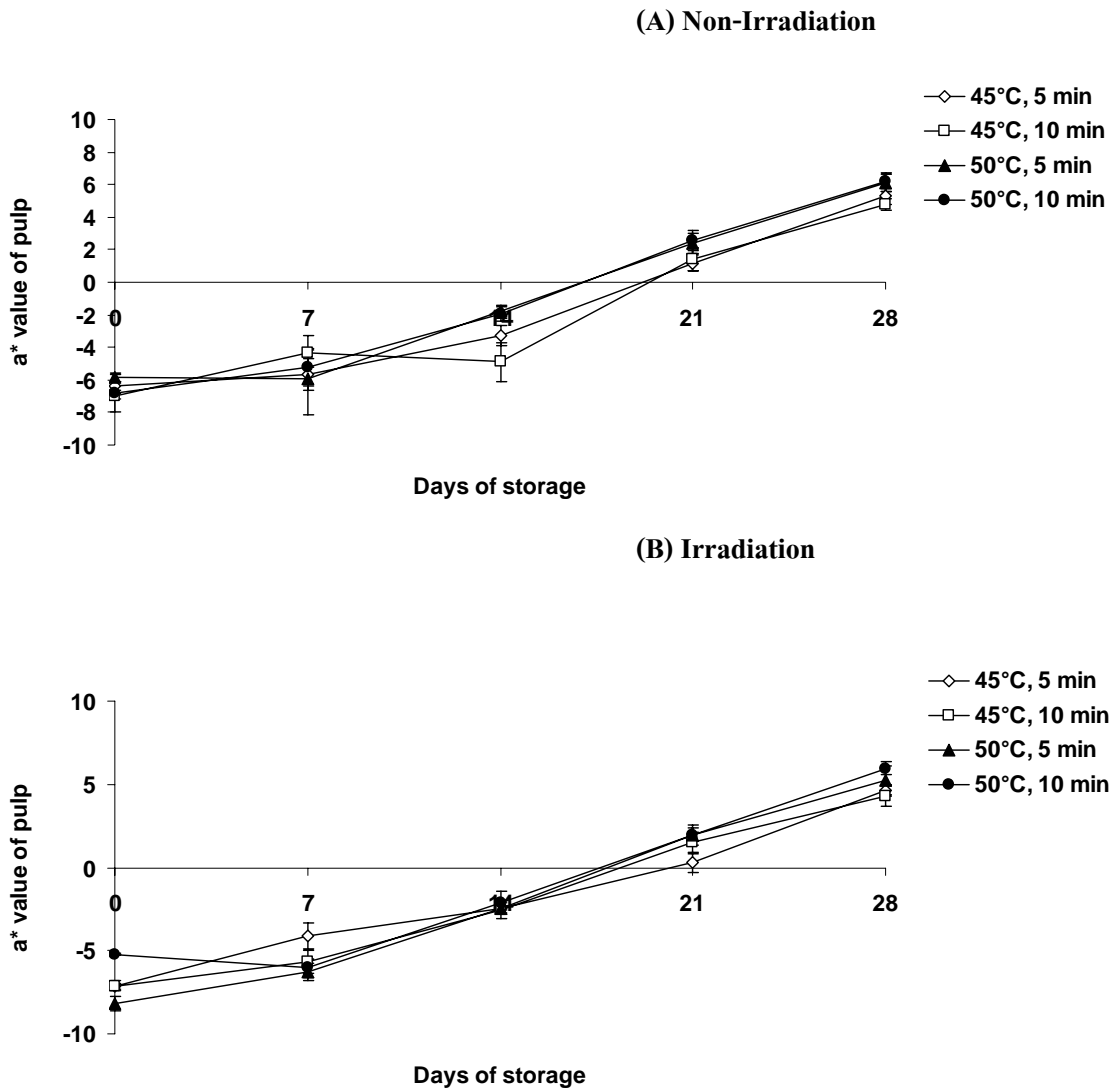 (A) Non-Irradiation
45°C, 5 min
45°C, 10 min
50°C, 5 min
50°C, 10 min
10
8
6
4
2
0
-2
-4
-6
-8
-10
a* value of pulp
0 7 21 28
Days of storage
(B) Irradiation
45°C, 5 min
45°C, 10 min
50°C, 5 min
50°C, 10 min
10
5
0
-5
-10
a* value of pulp
0 7 21 28
Days of storage